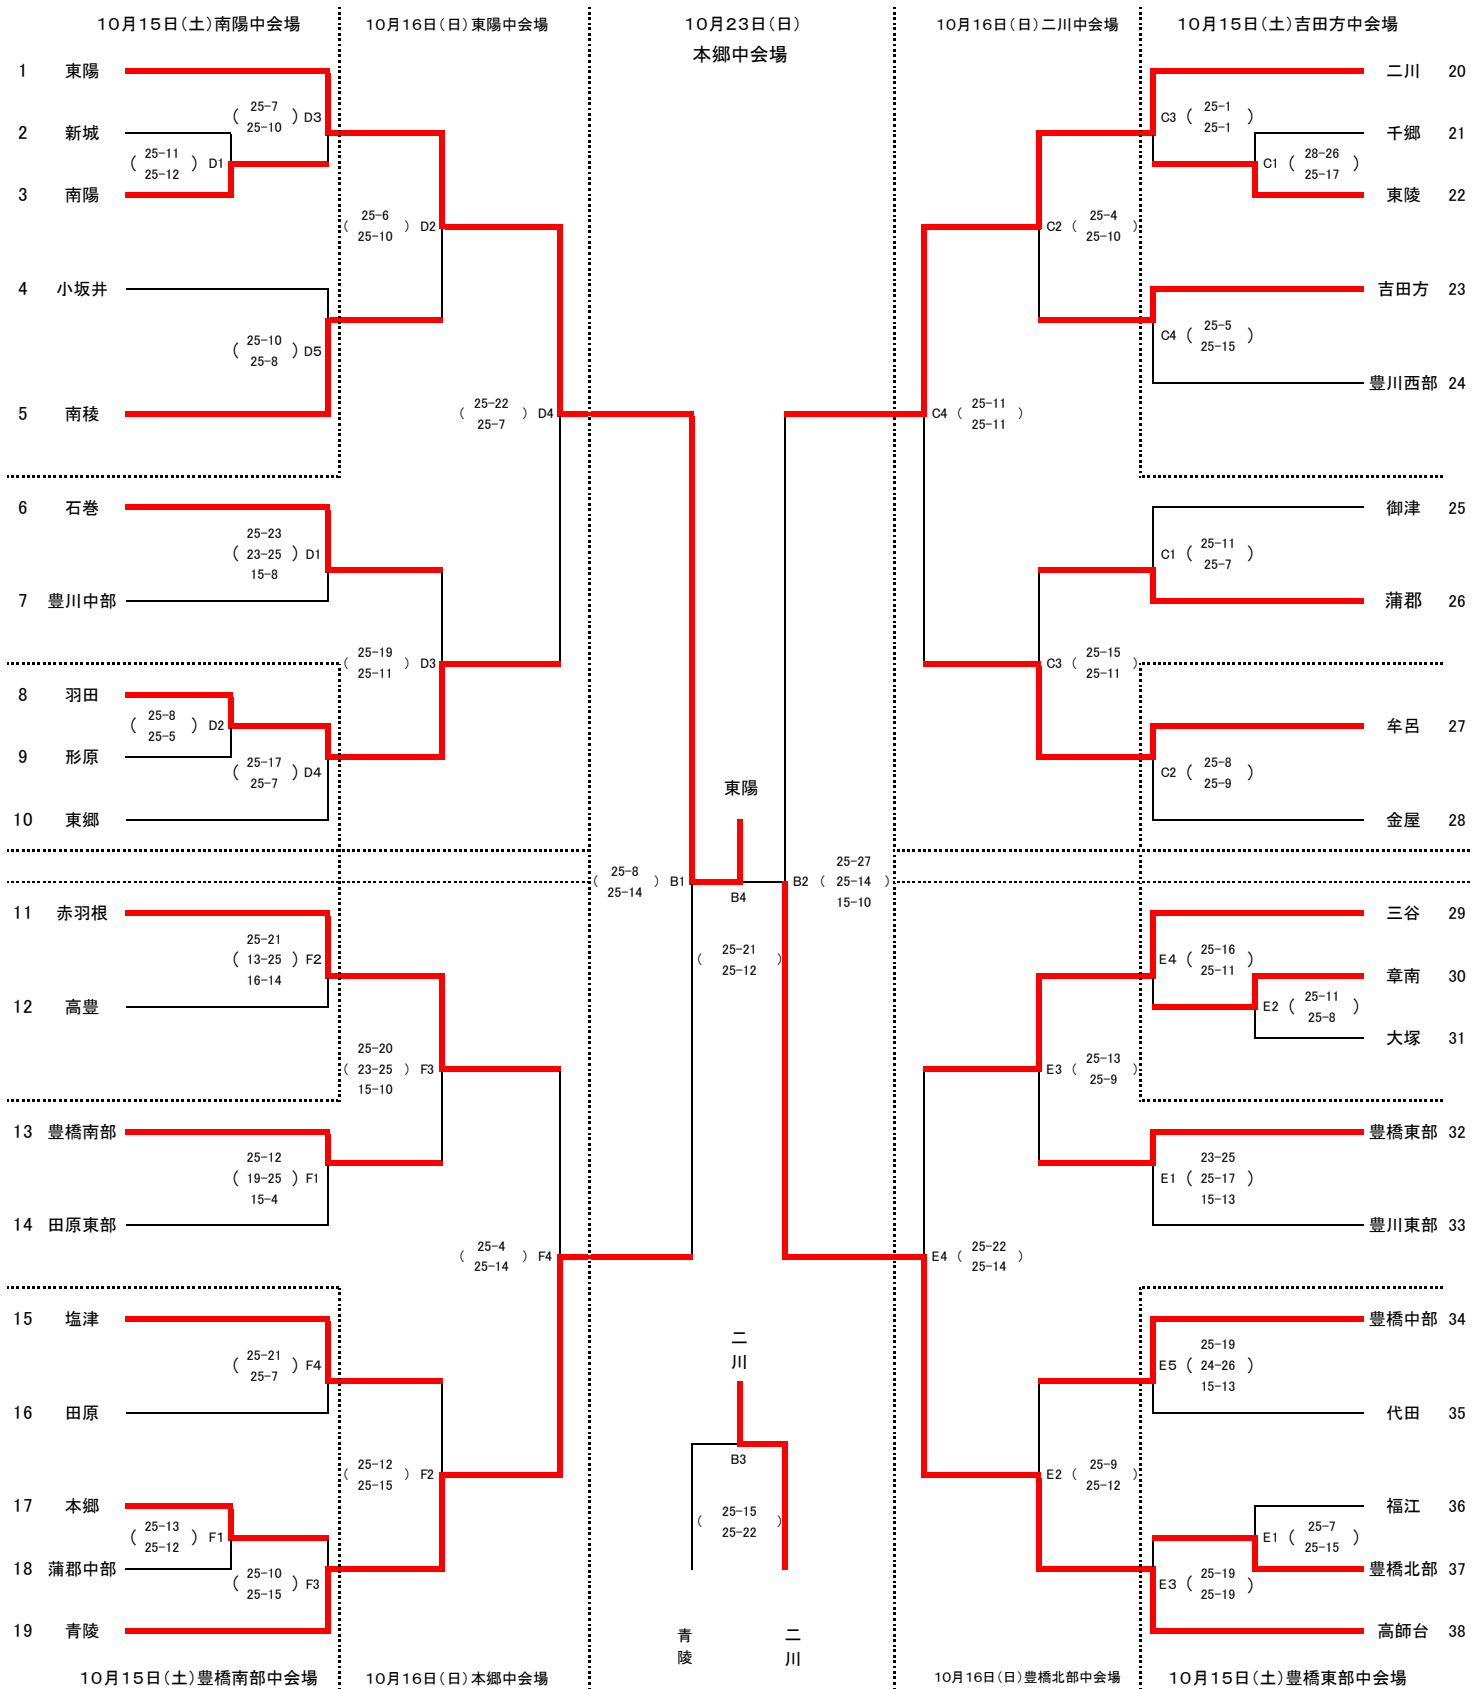 10月15日(土)南陽中会場
10月16日(日)東陽中会場
10月23日(日)
本郷中会場
10月16日(日)二川中会場
10月15日(土)吉田方中会場
1 東陽
2 新城
3 南陽
4 小坂井
5 南稜
6 石巻
7 豊川中部
8 羽田
9 形原
10 東郷
11 赤羽根
12 高豊
13 豊橋南部
14 田原東部
15 塩津
16 田原
17 本郷
18 蒲郡中部
19 青陵
( 25-7 25-10 ) D3
( 25-11 25-12 ) D1
( 25-10 25-8 ) D5
( 25-23 23-25 15-8 ) D1
( 25-8 25-5 ) D2
( 25-17 25-7 ) D4
( 25-21 13-25 16-14 ) F2
( 25-12 19-25 15-4 ) F1
( 25-21 25-7 ) F4
( 25-13 25-12 ) F1
( 25-10 25-15 ) F3
( 25-6 25-10 ) D2
( 25-19 25-11 ) D3
( 25-20 23-25 15-10 ) F3
( 25-12 25-15 ) F2
( 25-22 25-7 ) D4
( 25-4 25-14 ) F4
( 25-8 25-14 ) B1
東陽
B4
( 25-21 25-12 )
B2 ( 25-27 25-14 15-10 )
二川
B3
( 25-15 25-22 )
青陵
二川
C4 ( 25-11 25-11 )
E4 ( 25-22 25-14 )
C2 ( 25-4 25-10 )
C3 ( 25-15 25-11 )
E3 ( 25-13 25-9 )
E2 ( 25-9 25-12 )
C3 ( 25-1 25-1 )
C1 ( 28-26 25-17 )
C4 ( 25-5 25-15 )
C1 ( 25-11 25-7 )
C2 ( 25-8 25-9 )
E4 ( 25-16 25-11 )
E2 ( 25-11 25-8 )
E1 ( 23-25 25-17 15-13 )
E5 ( 25-19 24-26 15-13 )
E1 ( 25-7 25-15 )
E3 ( 25-19 25-19 )
二川 20
千郷 21
東陵 22
吉田方 23
豊川西部 24
御津 25
蒲郡 26
牟呂 27
金屋 28
三谷 29
章南 30
大塚 31
豊橋東部 32
豊川東部 33
豊橋中部 34
代田 35
福江 36
豊橋北部 37
高師台 38
10月15日(土)豊橋南部中会場
10月16日(日)本郷中会場
10月16日(日)豊橋北部中会場
10月15日(土)豊橋東部中会場